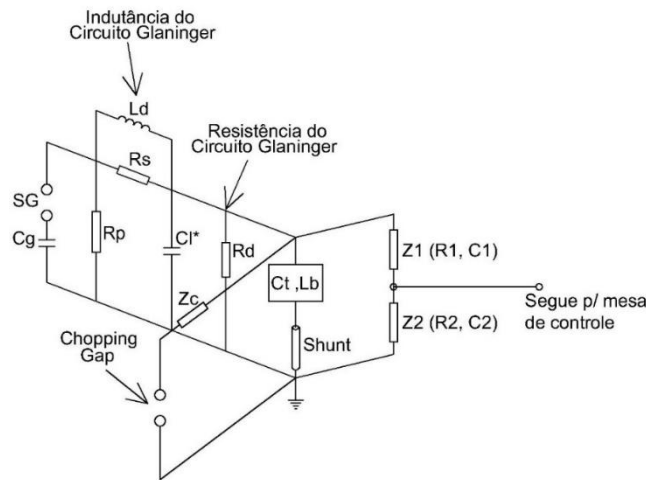 Indutância do
Circuito Glaninger
Ld
Resistência do
Circuito Glaninger
Rs
SG
Cg
Rp
Cl*
Rd
Zc
Ct ,Lb
Z1 (R1, C1)
Segue p/ mesa
de controle
Z2 (R2, C2)
Shunt
Chopping
Gap